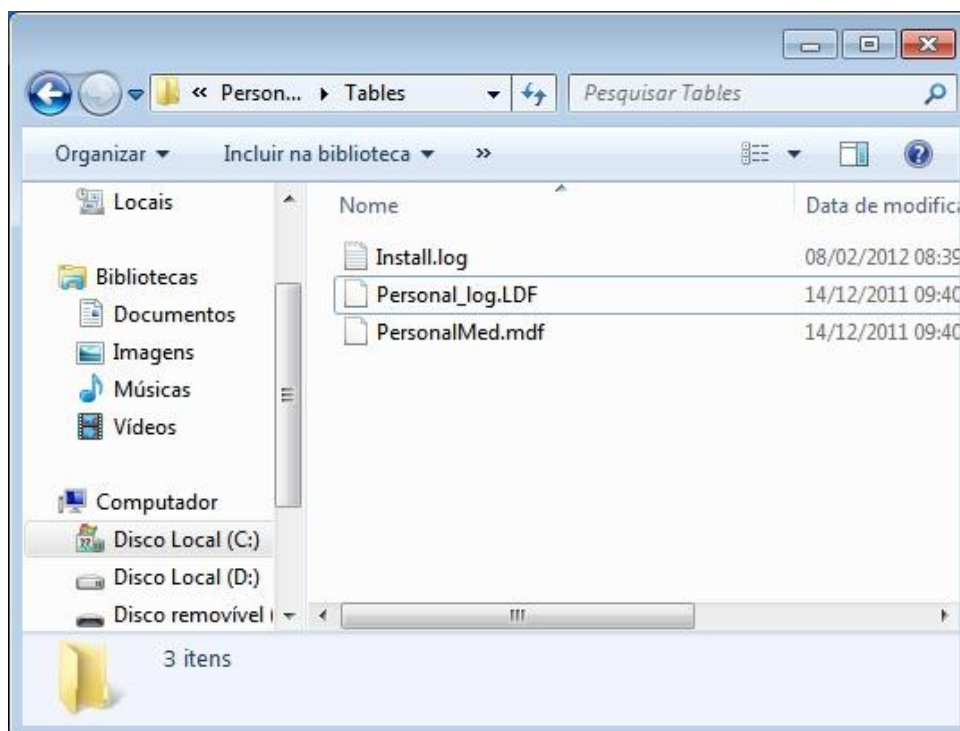 « Person... Tables
Pesquisar Tables
Organizar
Incluir na biblioteca
»
Locais
Bibliotecas
Documentos
Imagens
Músicas
Vídeos
Computador
Disco Local (C:)
Disco Local (D:)
Disco removível (
Nome
Data de modifica
Install.log
08/02/2012 08:39
Personal_log.LDF
14/12/2011 09:40
PersonalMed.mdf
14/12/2011 09:40
3 itens